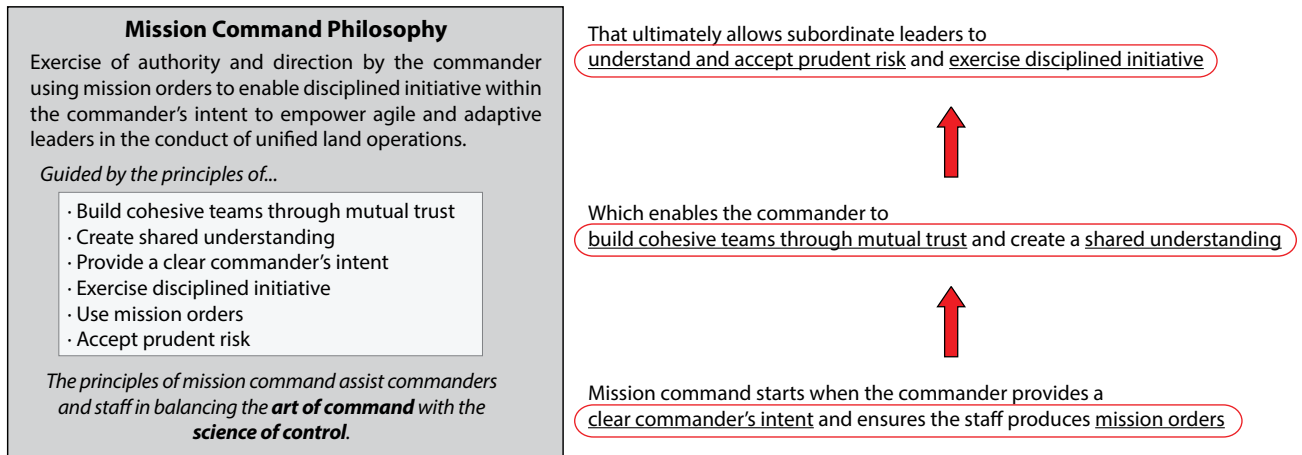 Mission Command Philosophy
Exercise of authority and direction by the commander
using mission orders to enable disciplined initiative within
the commander’s intent to empower agile and adaptive
leaders in the conduct of unified land operations.
Guided by the principles of...
· Build cohesive teams through mutual trust
· Create shared understanding
· Provide a clear commander’s intent
· Exercise disciplined initiative
· Use mission orders
· Accept prudent risk
The principles of mission command assist commanders
and staff in balancing the art of command with the
science of control.
That ultimately allows subordinate leaders to
understand and accept prudent risk and exercise disciplined initiative
Which enables the commander to
build cohesive teams through mutual trust and create a shared understanding
Mission command starts when the commander provides a
clear commander’s intent and ensures the staff produces mission orders